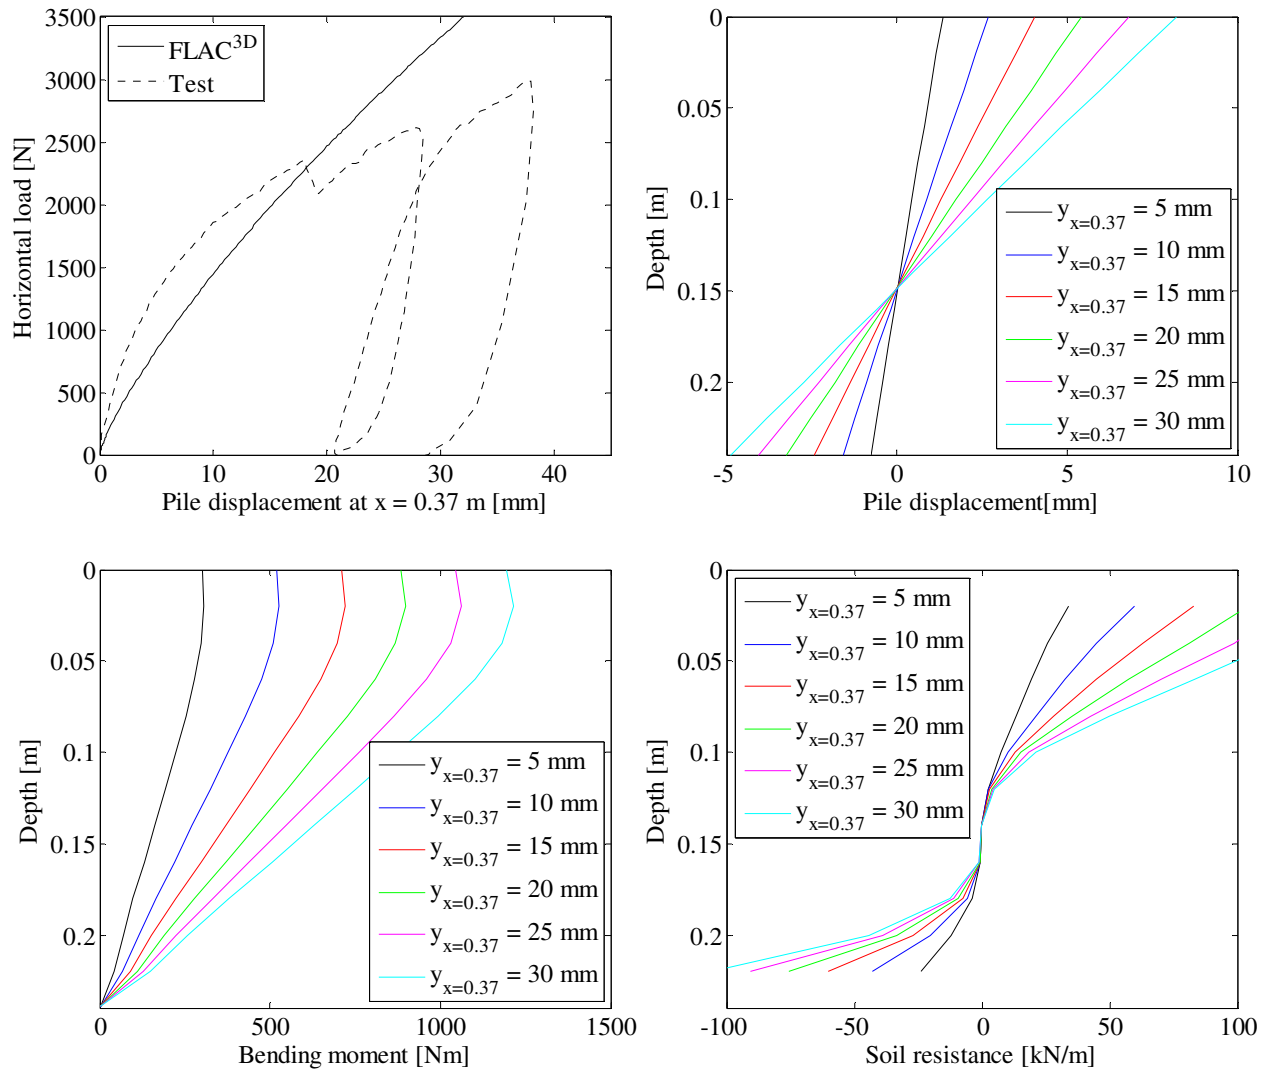 3500
3000
2500
2000
1500
1000
500
0
Horizontal load [N]
FLAC3D
Test
0
10
20
30
40
Pile displacement at x = 0.37 m [mm]
0
0.05
0.1
0.15
0.2
Depth [m]
yx=0.37 = 5 mm
yx=0.37 = 10 mm
yx=0.37 = 15 mm
yx=0.37 = 20 mm
yx=0.37 = 25 mm
yx=0.37 = 30 mm
-5
0
5
10
Pile displacement[mm]
0
0.05
0.1
0.15
0.2
Depth [m]
yx=0.37 = 5 mm
yx=0.37 = 10 mm
yx=0.37 = 15 mm
yx=0.37 = 20 mm
yx=0.37 = 25 mm
yx=0.37 = 30 mm
0
500
1000
1500
Bending moment [Nm]
0
0.05
0.1
0.15
0.2
Depth [m]
yx=0.37 = 5 mm
yx=0.37 = 10 mm
yx=0.37 = 15 mm
yx=0.37 = 20 mm
yx=0.37 = 25 mm
yx=0.37 = 30 mm
-100
-50
0
50
100
Soil resistance [kN/m]